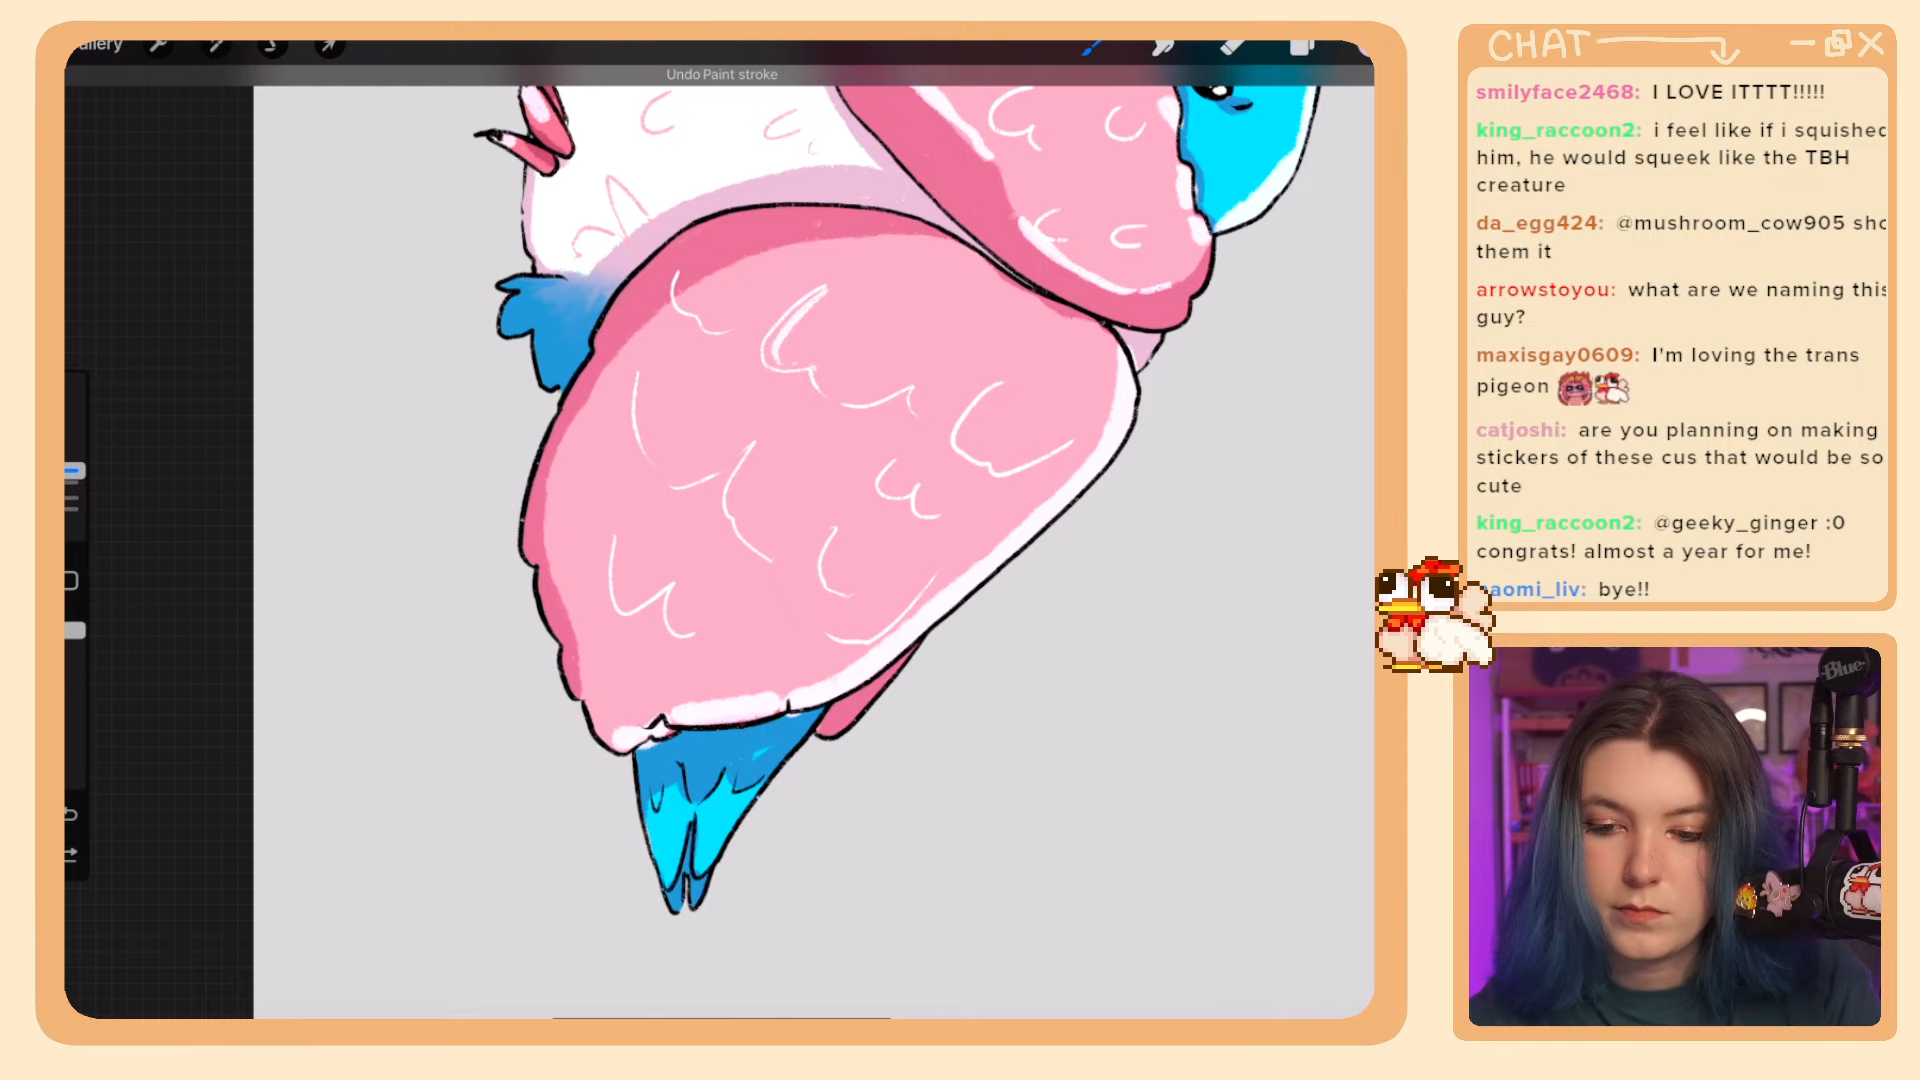 allery
Undo Paint stroke
CHAT
smilyface2468: I LOVE ITTTT!!!!!
king_raccoon2: i feel like if i squished
him, he would squeek like the TBH
creature
da_egg424: @mushroom_cow905 sho
them it
arrowstoyou: what are we naming this
guy?
maxisgay0609: I'm loving the trans
pigeon
catjoshi: are you planning on making
stickers of these cus that would be so
cute
king_raccoon2: @geeky_ginger :0
congrats! almost a year for me!
aomi_liv: bye!!
Blue